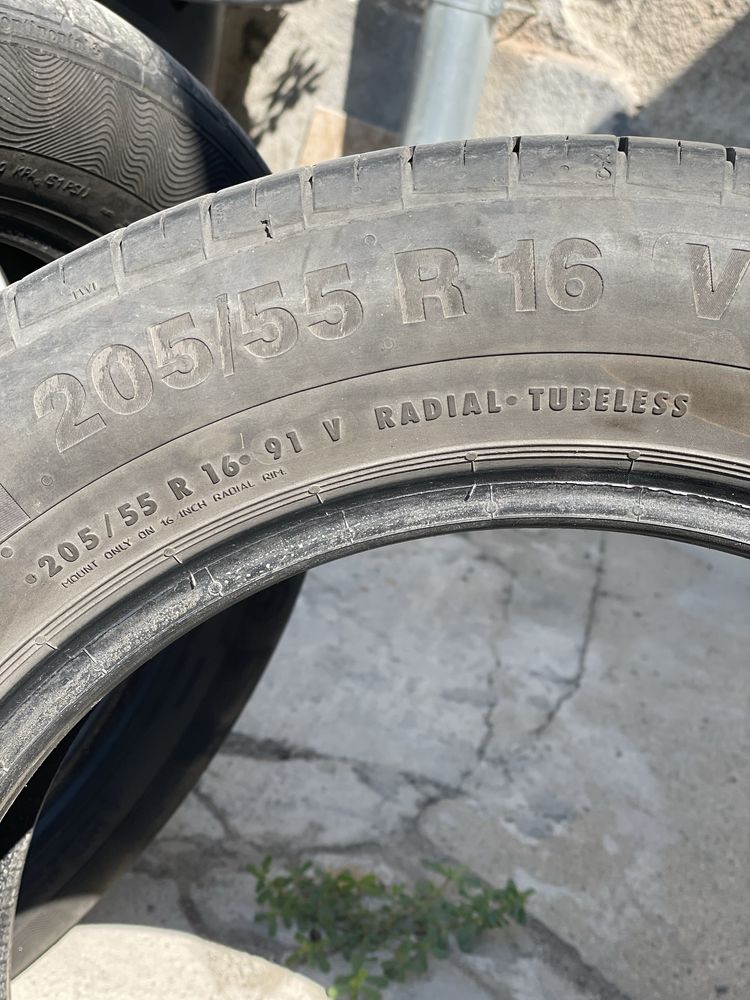 205/55 R 16 V
205/55 R 16 • 91 V RADIAL • TUBELESS
MOUNT ONLY ON 16 INCH RADIAL RIM.
TWI